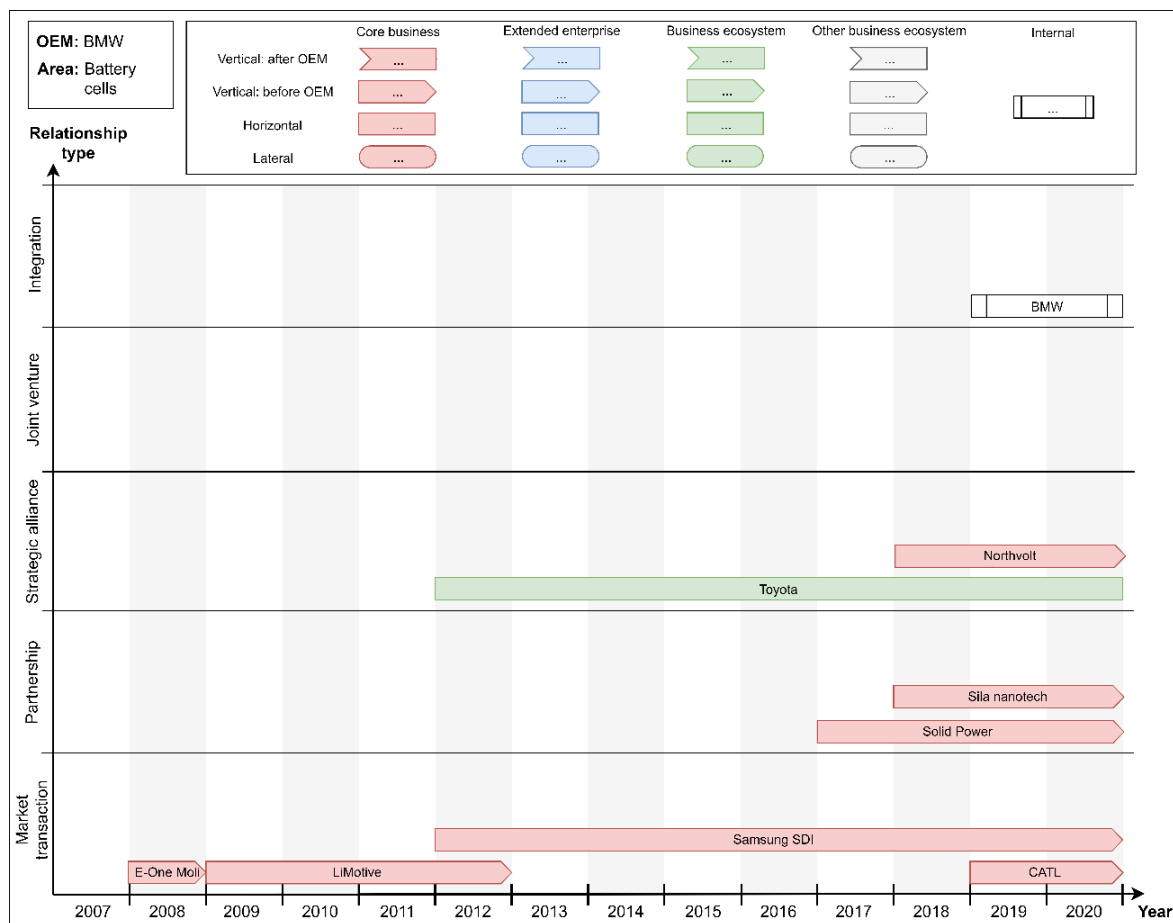 OEM: BMW
Area: Battery
cells
Core business
Extended enterprise
Business ecosystem
Other business ecosystem
Internal
Vertical: after OEM
...
...
...
...
Vertical: before OEM
...
...
...
...
...
Horizontal
...
...
...
...
Lateral
...
...
...
...
Relationship
type
Integration
BMW
Joint venture
Strategic alliance
Northvolt
Toyota
Partnership
Sila nanotech
Solid Power
Market
transaction
Samsung SDI
E-One Moli
LiMotive
CATL
2007
2008
2009
2010
2011
2012
2013
2014
2015
2016
2017
2018
2019
2020
Year